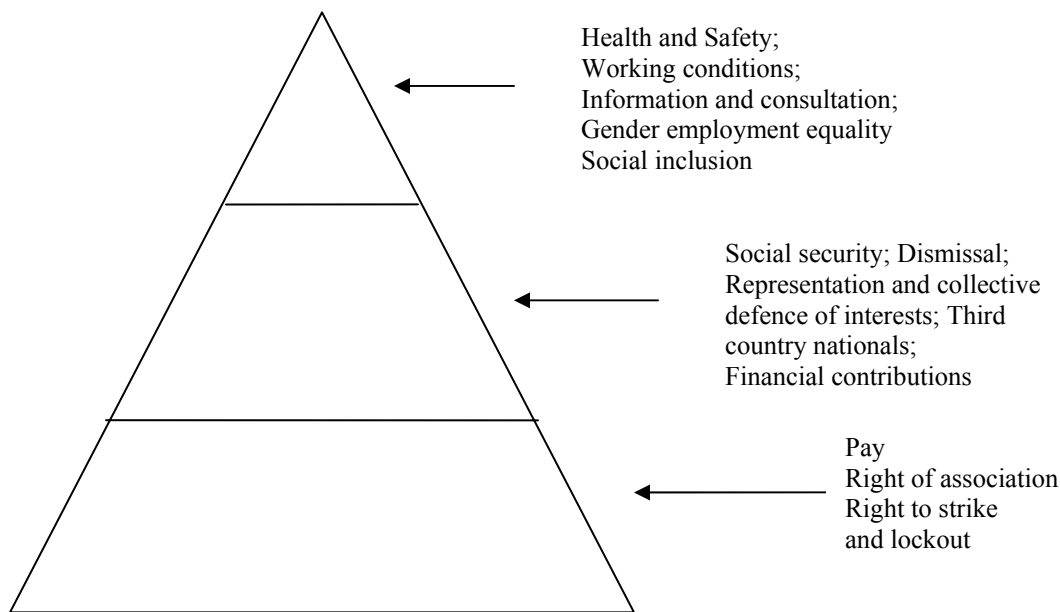 Health and Safety;
Working conditions;
Information and consultation;
Gender employment equality
Social inclusion
Social security; Dismissal;
Representation and collective
defence of interests; Third
country nationals;
Financial contributions
Pay
Right of association
Right to strike
and lockout